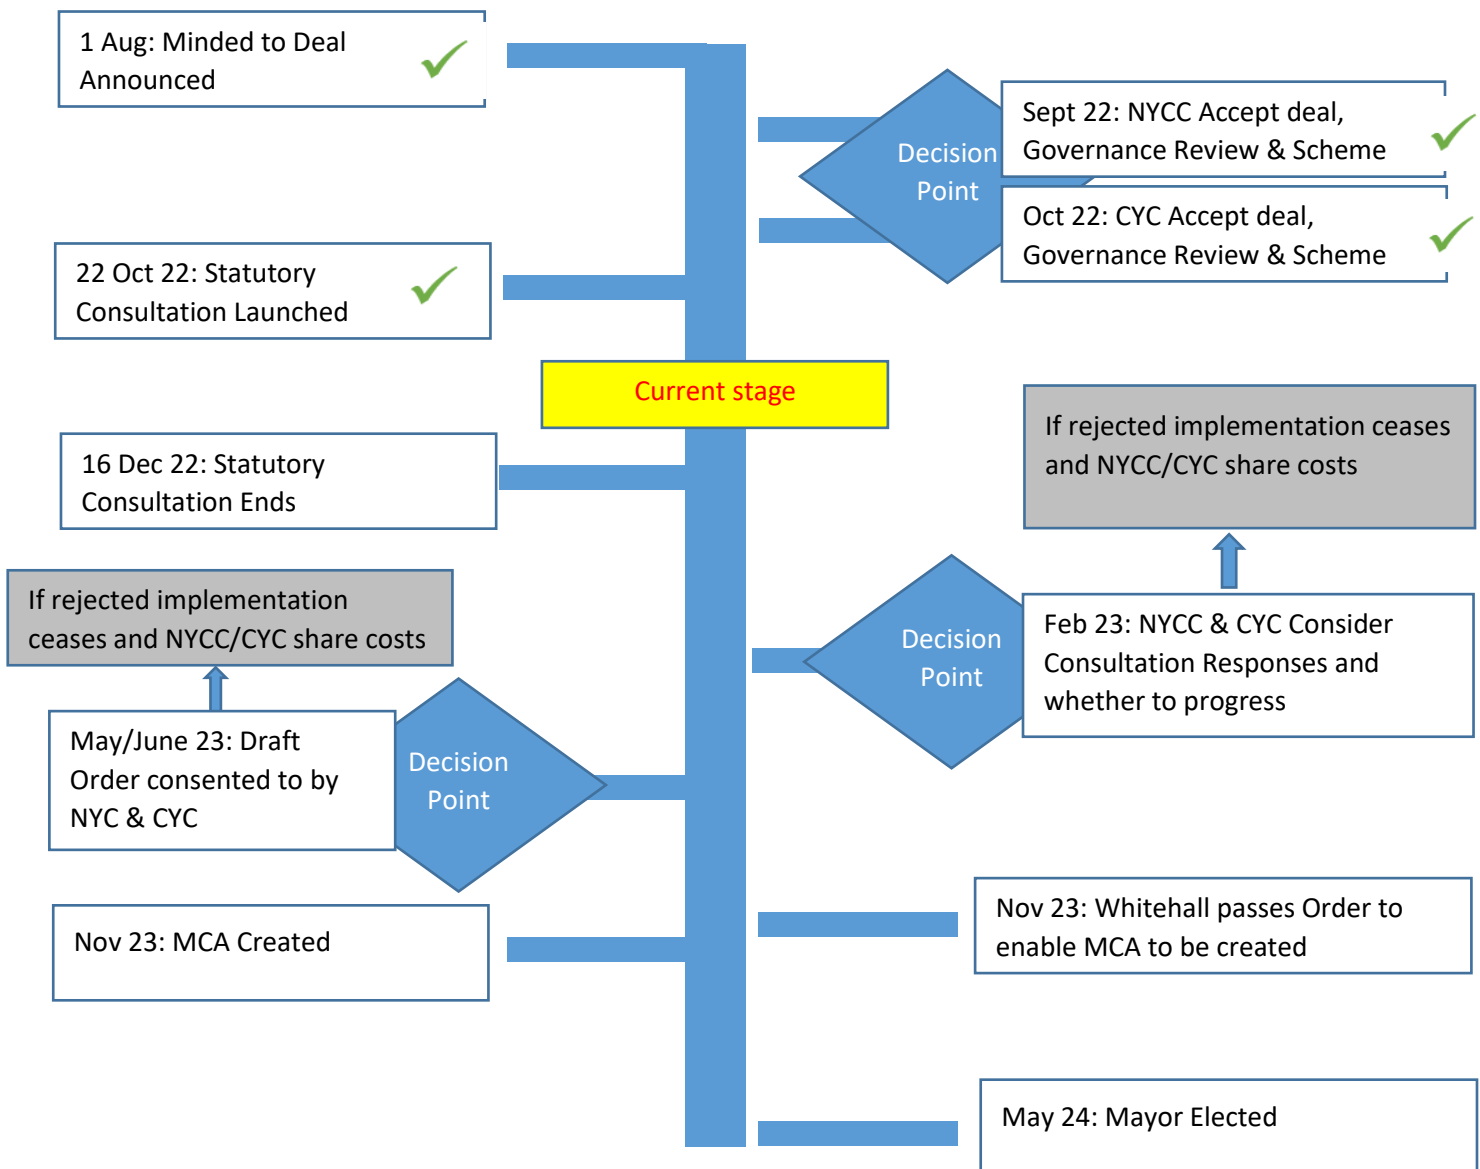 1 Aug: Minded to Deal
Announced
Decision
Point
Sept 22: NYCC Accept deal,
Governance Review & Scheme
Oct 22: CYC Accept deal,
Governance Review & Scheme
22 Oct 22: Statutory
Consultation Launched
Current stage
If rejected implementation ceases
and NYCC/CYC share costs
16 Dec 22: Statutory
Consultation Ends
If rejected implementation
ceases and NYCC/CYC share costs
Decision
Point
Feb 23: NYCC & CYC Consider
Consultation Responses and
whether to progress
May/June 23: Draft
Order consented to by
NYC & CYC
Decision
Point
Nov 23: Whitehall passes Order to
enable MCA to be created
Nov 23: MCA Created
May 24: Mayor Elected